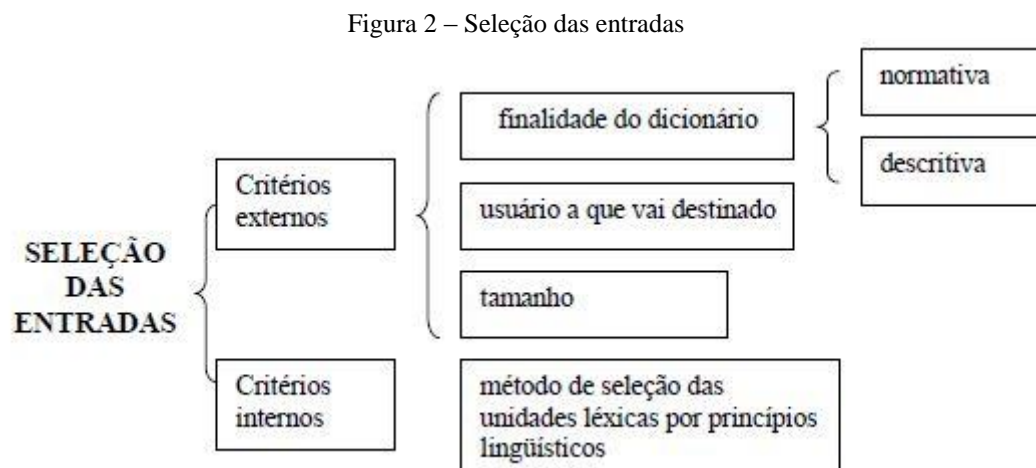 Figura 2 – Seleção das entradas
normativa
finalidade do dicionário
descritiva
Critérios
externos
usuário a que vai destinado
SELEÇÃO
DAS
ENTRADAS
tamanho
Critérios
internos
método de seleção das
unidades léxicas por princípios
lingüísticos